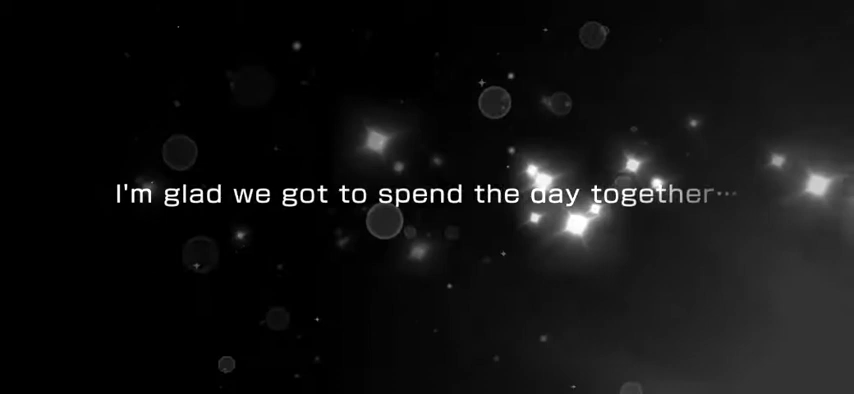 I'm glad we got to spend the day together…